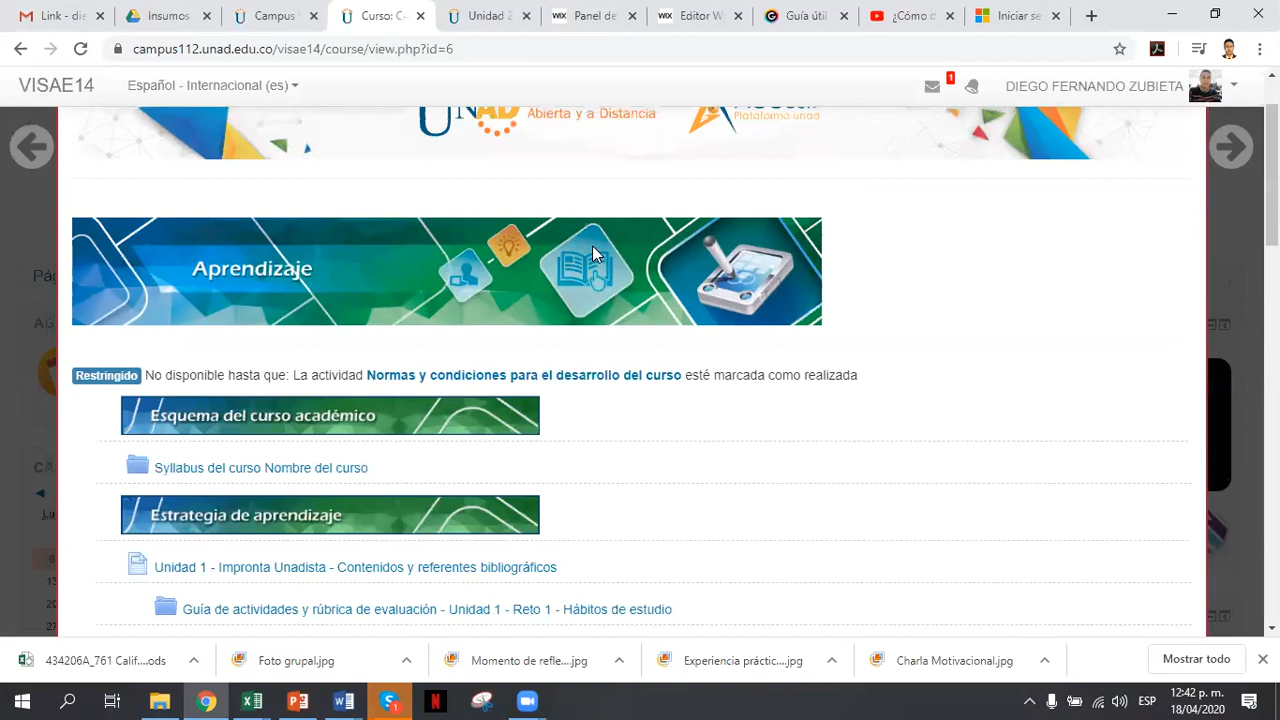 Link - di
Insumos
Campus
Curso: C
Unidad 2
WIX Panel de
WIX Editor W
Guía útil
¿Cómo d
Iniciar se
campus112.unad.edu.co/visae14/course/view.php?id=6
VISAE14 Español - Internacional (es) 1 DIEGO FERNANDO ZUBIETA
UNAD Abierta y a Distancia Plataforma unad
Aprendizaje
Restringido No disponible hasta que: La actividad Normas y condiciones para el desarrollo del curso esté marcada como realizada
Esquema del curso académico
Syllabus del curso Nombre del curso
Estrategia de aprendizaje
Unidad 1 - Impronta Unadista - Contenidos y referentes bibliográficos
Guía de actividades y rúbrica de evaluación - Unidad 1 - Reto 1 - Hábitos de estudio
434206A_761 Calif....ods Foto grupal.jpg Momento de refle....jpg Experiencia práctic....jpg Charla Motivacional.jpg Mostrar todo
ESP 12:42 p. m.
18/04/2020